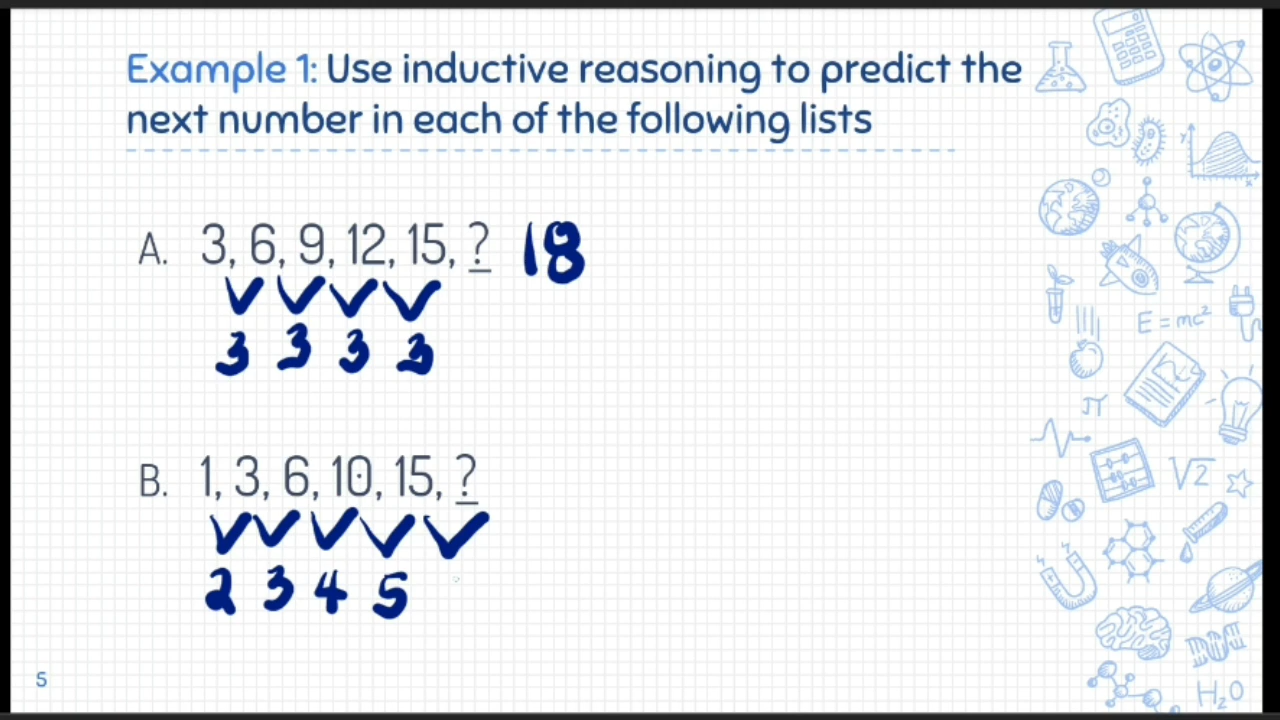 Example 1: Use inductive reasoning to predict the
next number in each of the following lists
A. 3, 6, 9, 12, 15, ? 18
3 3 3 3
B. 1, 3, 6, 10, 15, ?
2 3 4 5
y
x
E = mc²
π
√2
H₂O
5